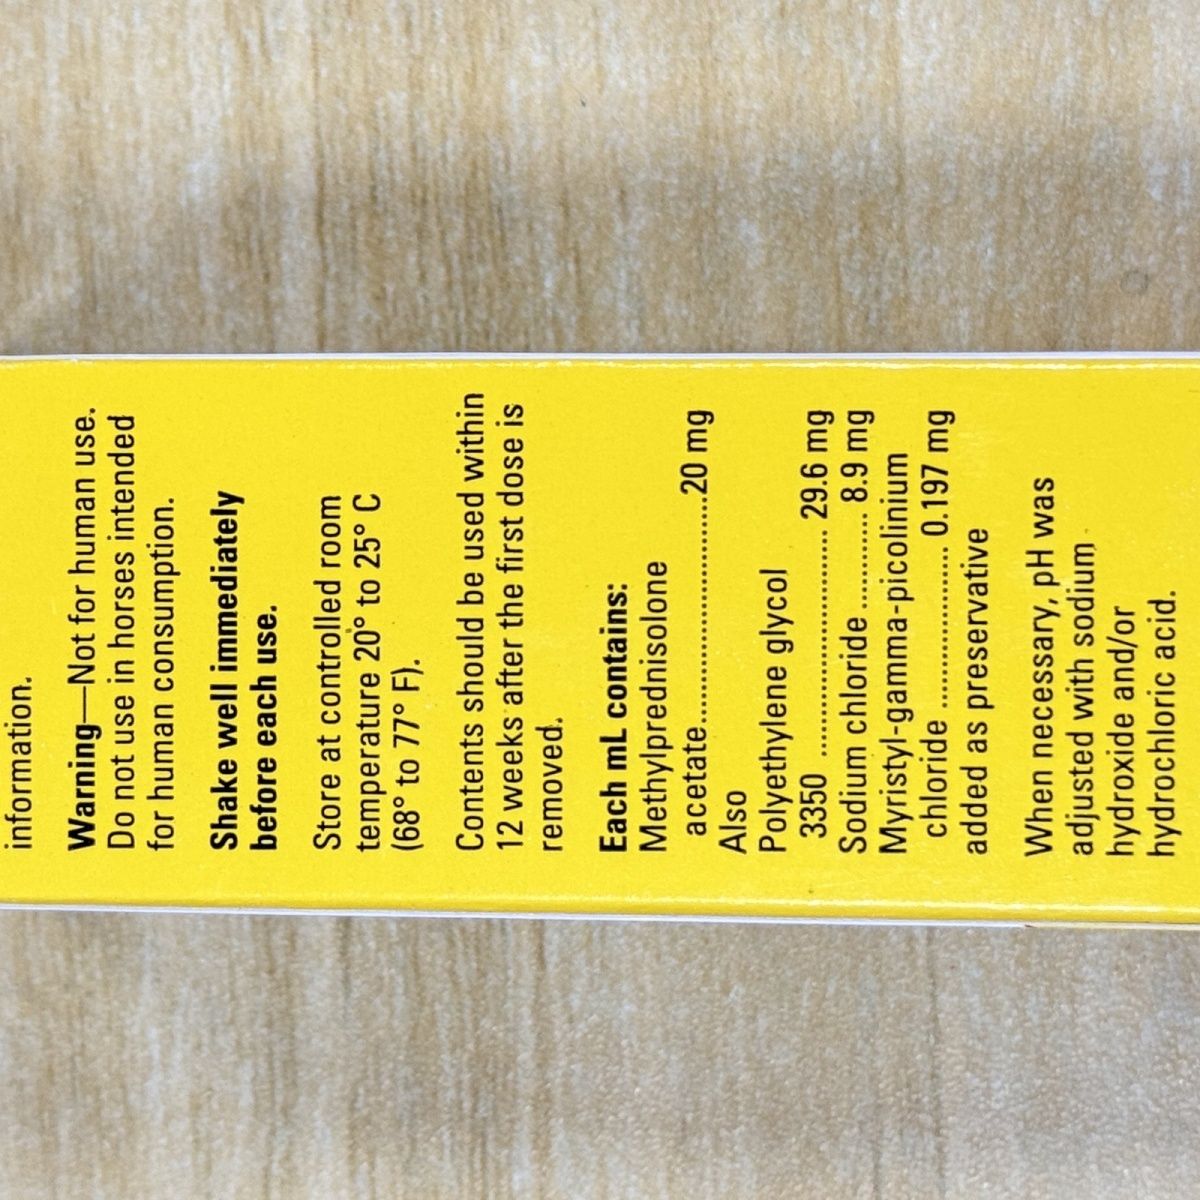 information.
Warning—Not for human use.
Do not use in horses intended
for human consumption.
Shake well immediately
before each use.
Store at controlled room
temperature 20° to 25° C
(68° to 77° F).
Contents should be used within
12 weeks after the first dose is
removed.
Each mL contains:
Methylprednisolone
acetate....................20 mg
Also
Polyethylene glycol
3350 .................... 29.6 mg
Sodium chloride ............ 8.9 mg
Myristyl-gamma-picolinium
chloride ................ 0.197 mg
added as preservative
When necessary, pH was
adjusted with sodium
hydroxide and/or
hydrochloric acid.